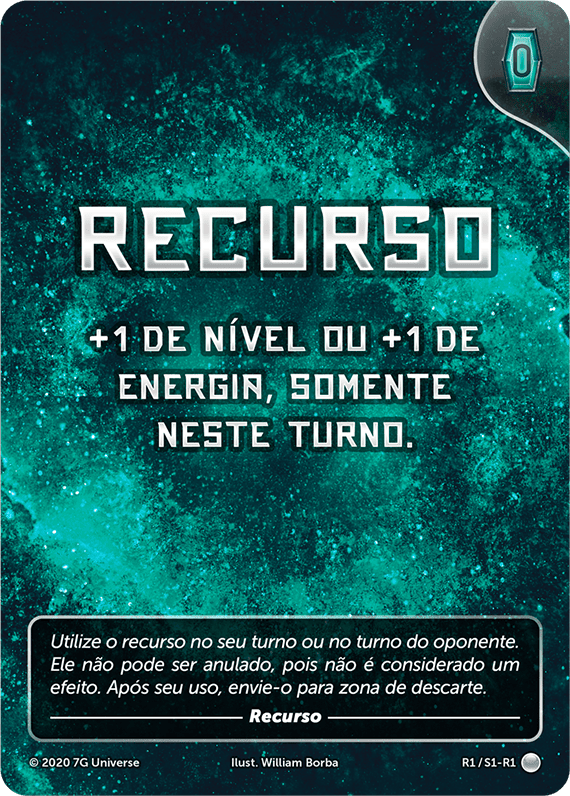 0
RECURSO
+1 DE NÍVEL OU +1 DE
ENERGIA, SOMENTE
NESTE TURNO.
Utilize o recurso no seu turno ou no turno do oponente.
Ele não pode ser anulado, pois não é considerado um
efeito. Após seu uso, envie-o para zona de descarte.
Recurso
© 2020 7G Universe Ilust. William Borba R1/S1-R1